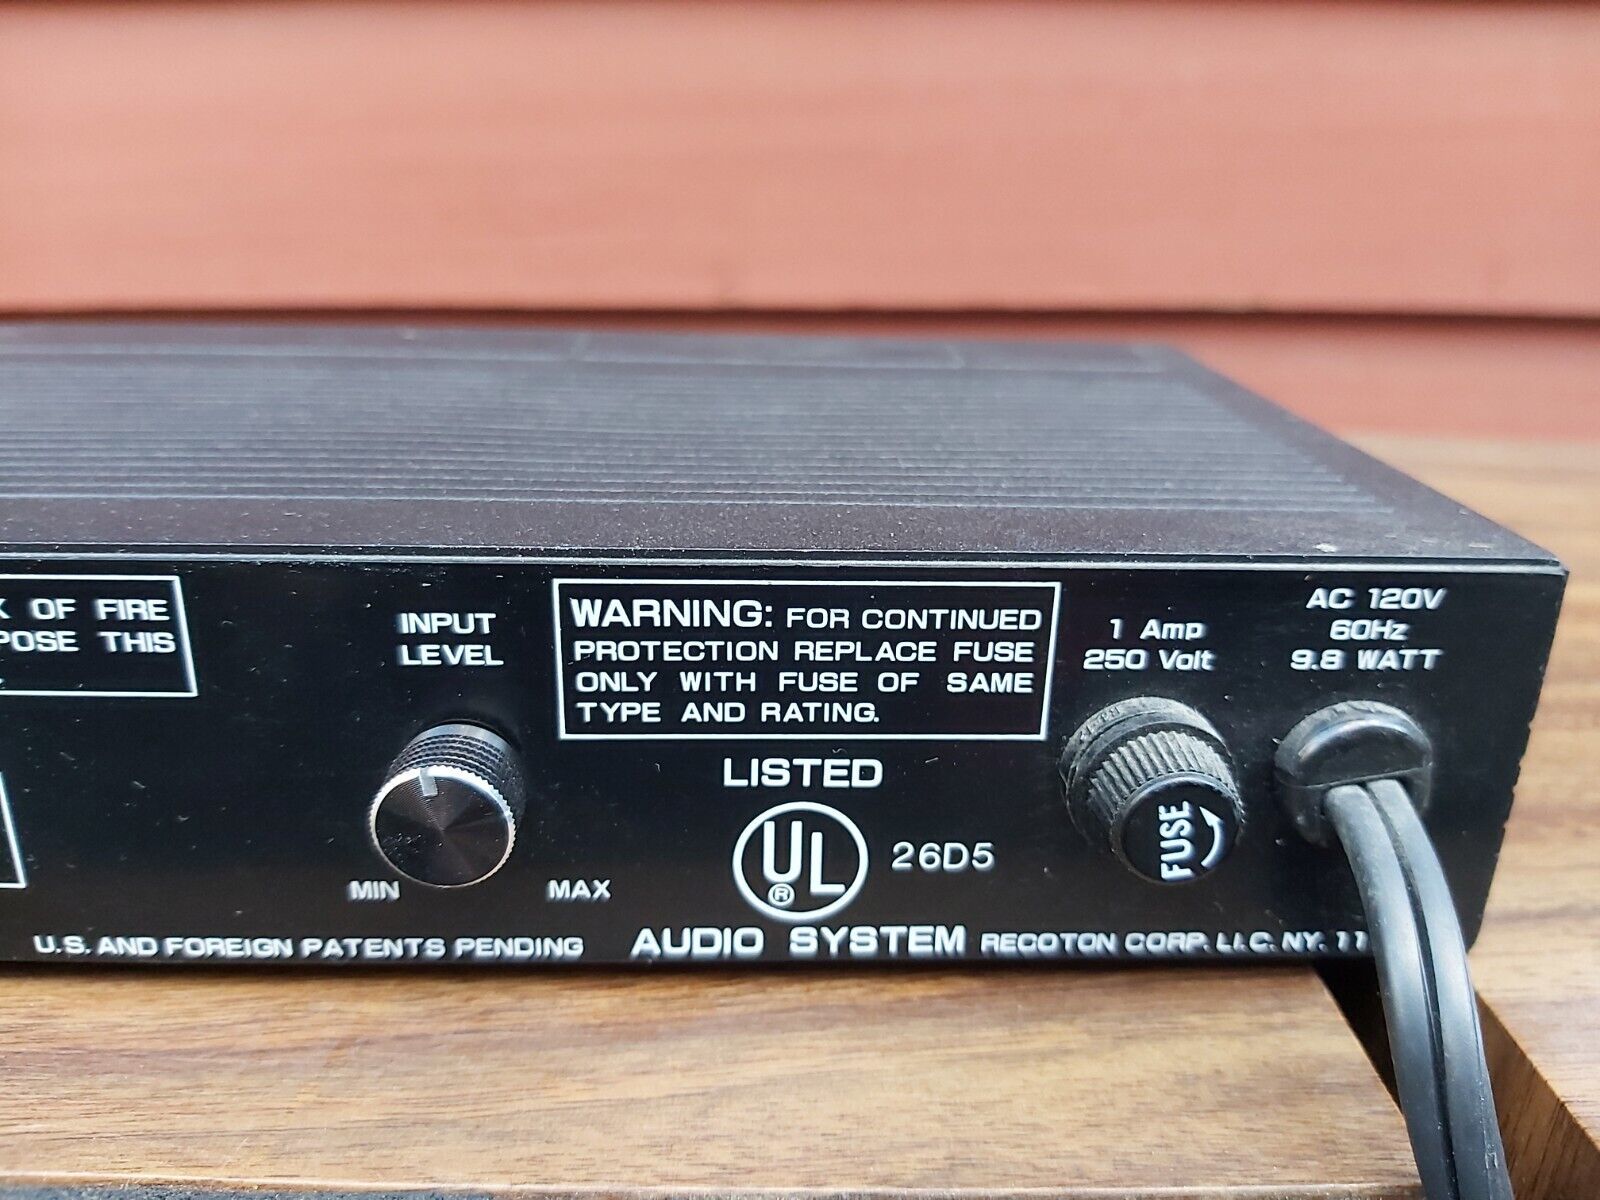 OF FIRE
THIS
INPUT
LEVEL
MIN
MAX
WARNING: FOR CONTINUED
PROTECTION REPLACE FUSE
ONLY WITH FUSE OF SAME
TYPE AND RATING.
LISTED
UL
®
26D5
1 Amp
250 Volt
FUSE
AC 120V
60Hz
9.8 WATT
U.S. AND FOREIGN PATENTS PENDING
AUDIO SYSTEM RECOTON CORP. L.I.C. NY. 11